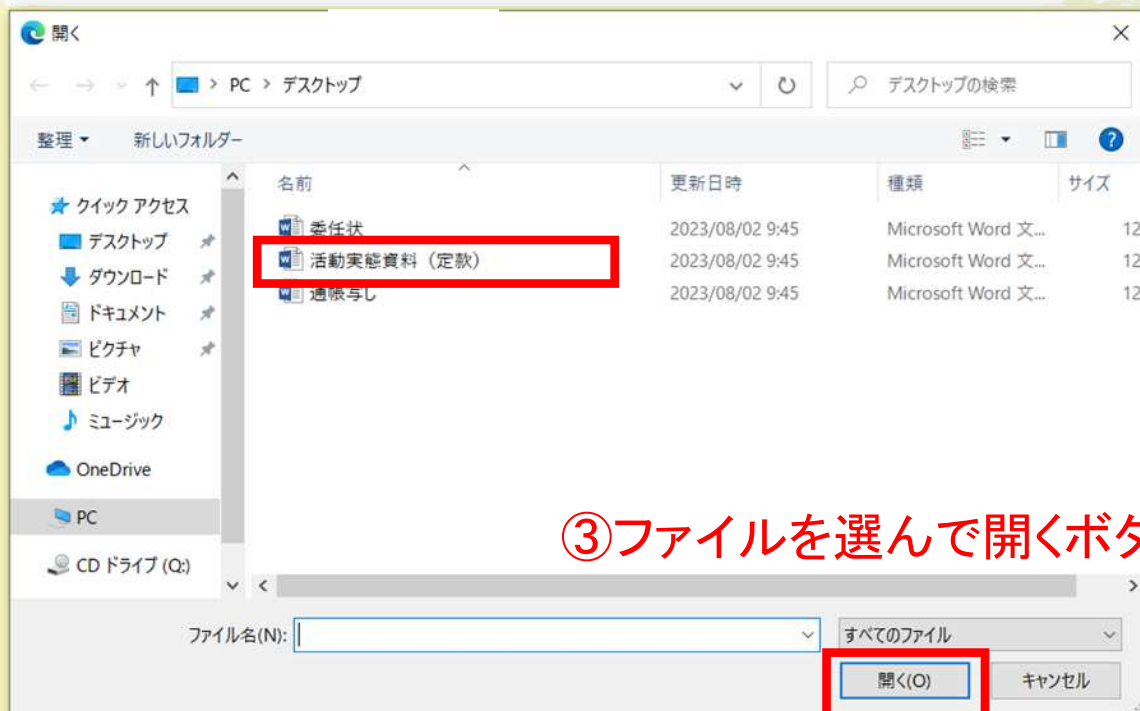 開く
PC > デスクトップ
デスクトップの検索
整理 新しいフォルダー
名前 更新日時 種類 サイズ
クイック アクセス
デスクトップ
ダウンロード
ドキュメント
ピクチャ
ビデオ
ミュージック
OneDrive
PC
CD ドライブ (Q:)
委任状 2023/08/02 9:45 Microsoft Word 文... 12
活動実態資料（定款） 2023/08/02 9:45 Microsoft Word 文... 12
通帳写し 2023/08/02 9:45 Microsoft Word 文... 12
③ファイルを選んで開くボタ
ファイル名(N): すべてのファイル
開く(O) キャンセル